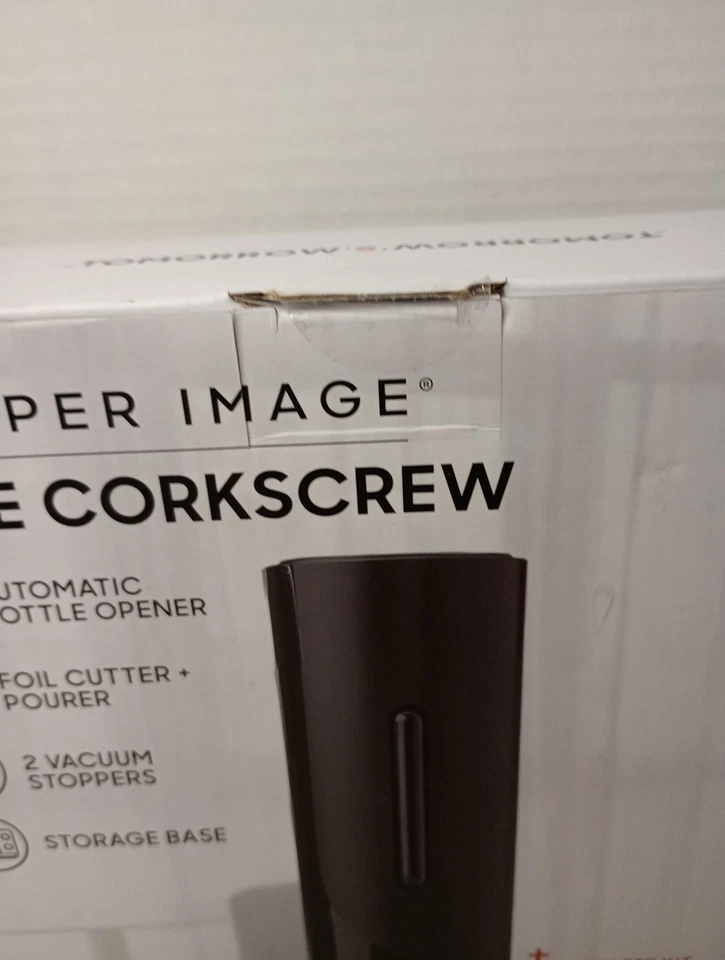 TOMORROW'S, TOMORROW
PER IMAGE®
E CORKSCREW
UTOMATIC
OTTLE OPENER
FOIL CUTTER +
POURER
2 VACUUM
STOPPERS
STORAGE BASE
+